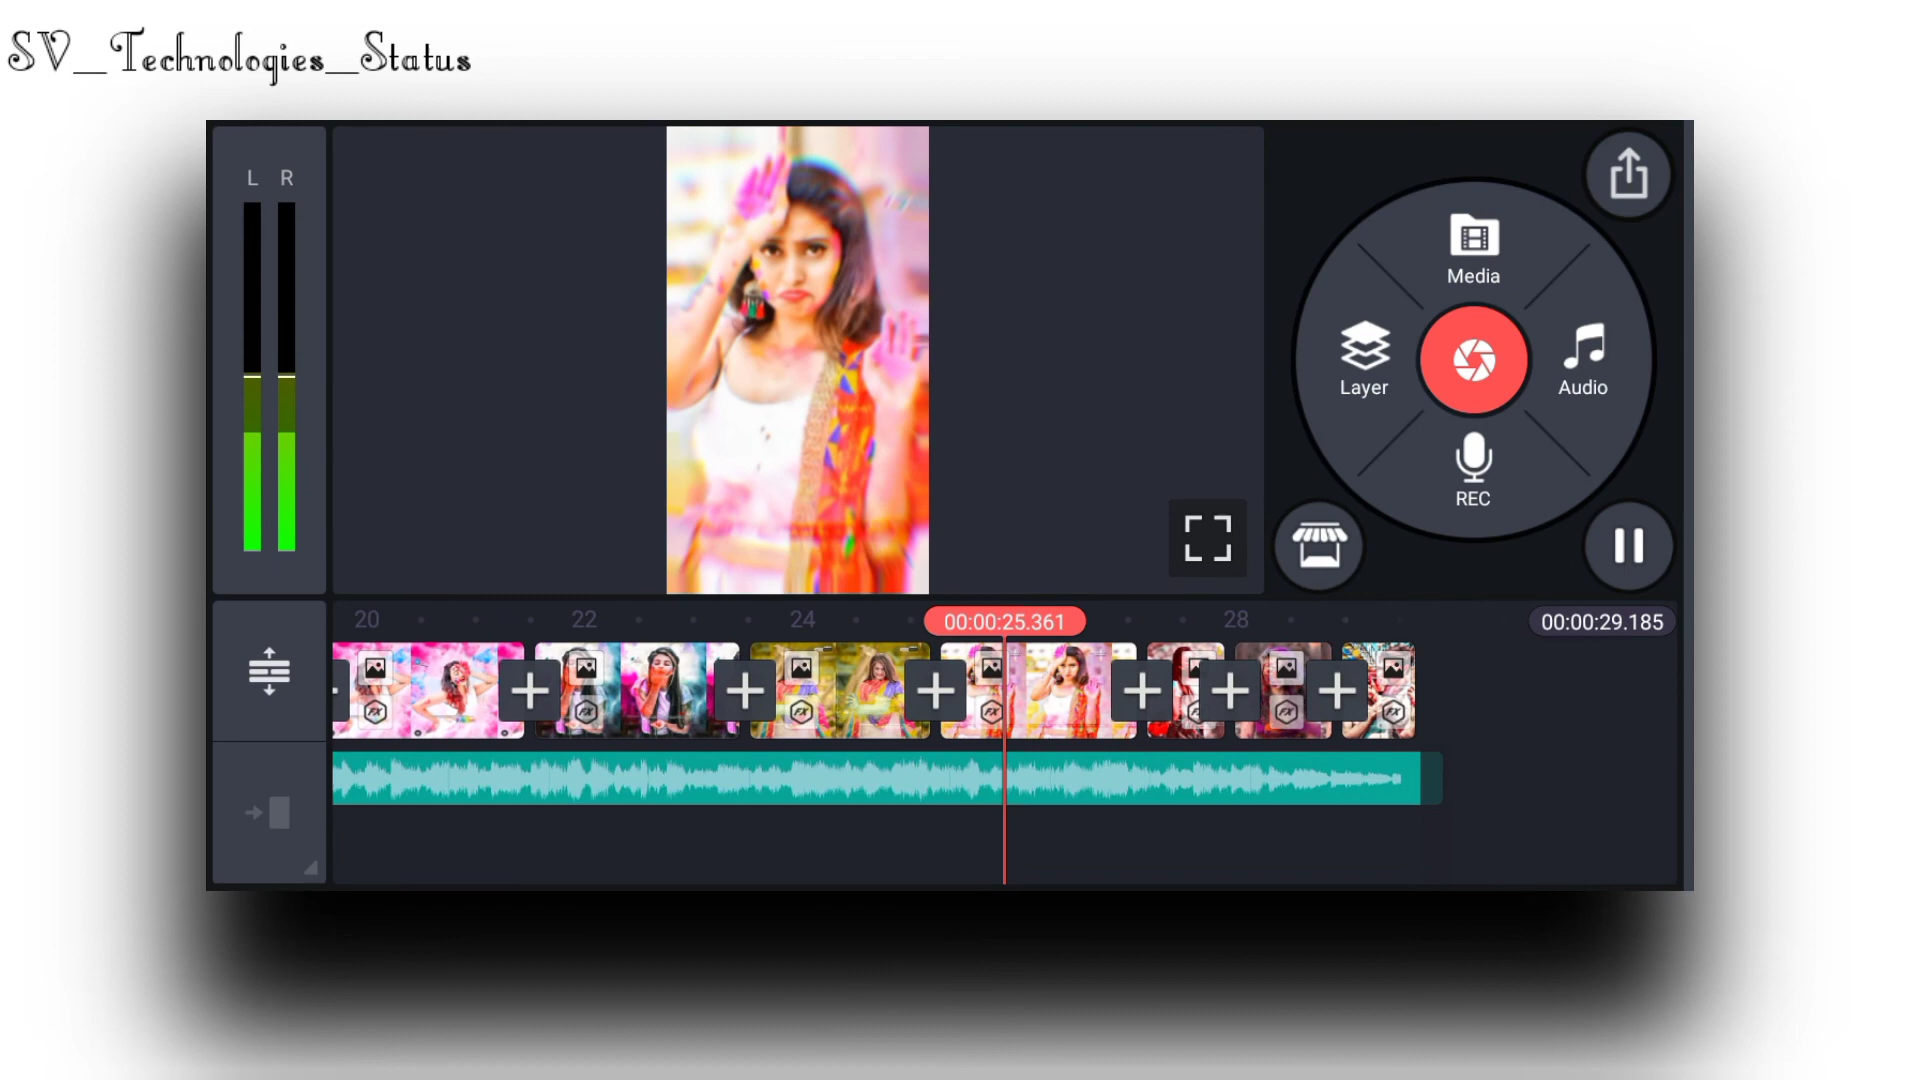 SV_Technologies_Status
L R
Media
Layer
Audio
REC
20 22 24 00:00:25.361 28 00:00:29.185